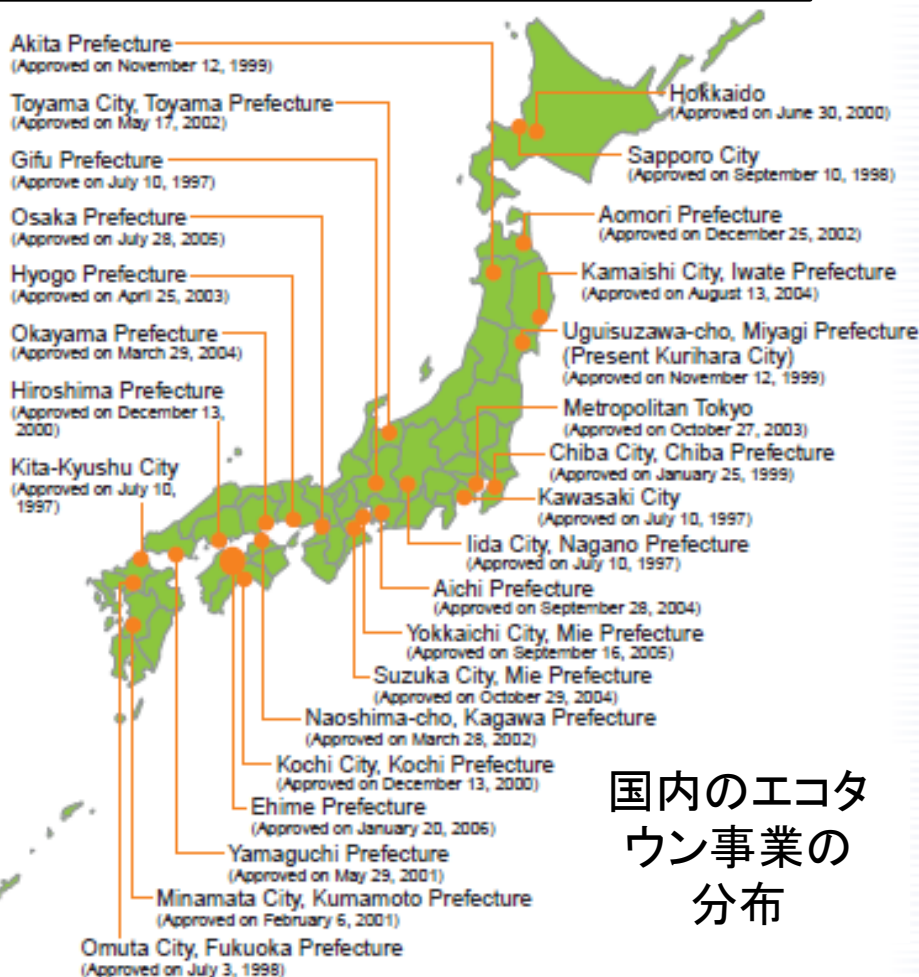 Akita Prefecture
(Approved on November 12, 1999)
Toyama City, Toyama Prefecture
(Approved on May 17, 2002)
Gifu Prefecture
(Approve on July 10, 1997)
Osaka Prefecture
(Approved on July 28, 2005)
Hyogo Prefecture
(Approved on April 25, 2003)
Okayama Prefecture
(Approved on March 29, 2004)
Hiroshima Prefecture
(Approved on December 13,
2000)
Kita-Kyushu City
(Approved on July 10,
1997)
Hokkaido
(Approved on June 30, 2000)
Sapporo City
(Approved on September 10, 1998)
Aomori Prefecture
(Approved on December 25, 2002)
Kamaishi City, Iwate Prefecture
(Approved on August 13, 2004)
Uguisuzawa-cho, Miyagi Prefecture
(Present Kurihara City)
(Approved on November 12, 1999)
Metropolitan Tokyo
(Approved on October 27, 2003)
Chiba City, Chiba Prefecture
(Approved on January 25, 1999)
Kawasaki City
(Approved on July 10, 1997)
Iida City, Nagano Prefecture
(Approved on July 10, 1997)
Aichi Prefecture
(Approved on September 28, 2004)
Yokkaichi City, Mie Prefecture
(Approved on September 16, 2005)
Suzuka City, Mie Prefecture
(Approved on October 29, 2004)
Naoshima-cho, Kagawa Prefecture
(Approved on March 28, 2002)
Kochi City, Kochi Prefecture
(Approved on December 13, 2000)
Ehime Prefecture
(Approved on January 20, 2006)
Yamaguchi Prefecture
(Approved on May 29, 2001)
Minamata City, Kumamoto Prefecture
(Approved on February 6, 2001)
Omuta City, Fukuoka Prefecture
(Approved on July 3, 1998)
国内のエコタ
ウン事業の
分布